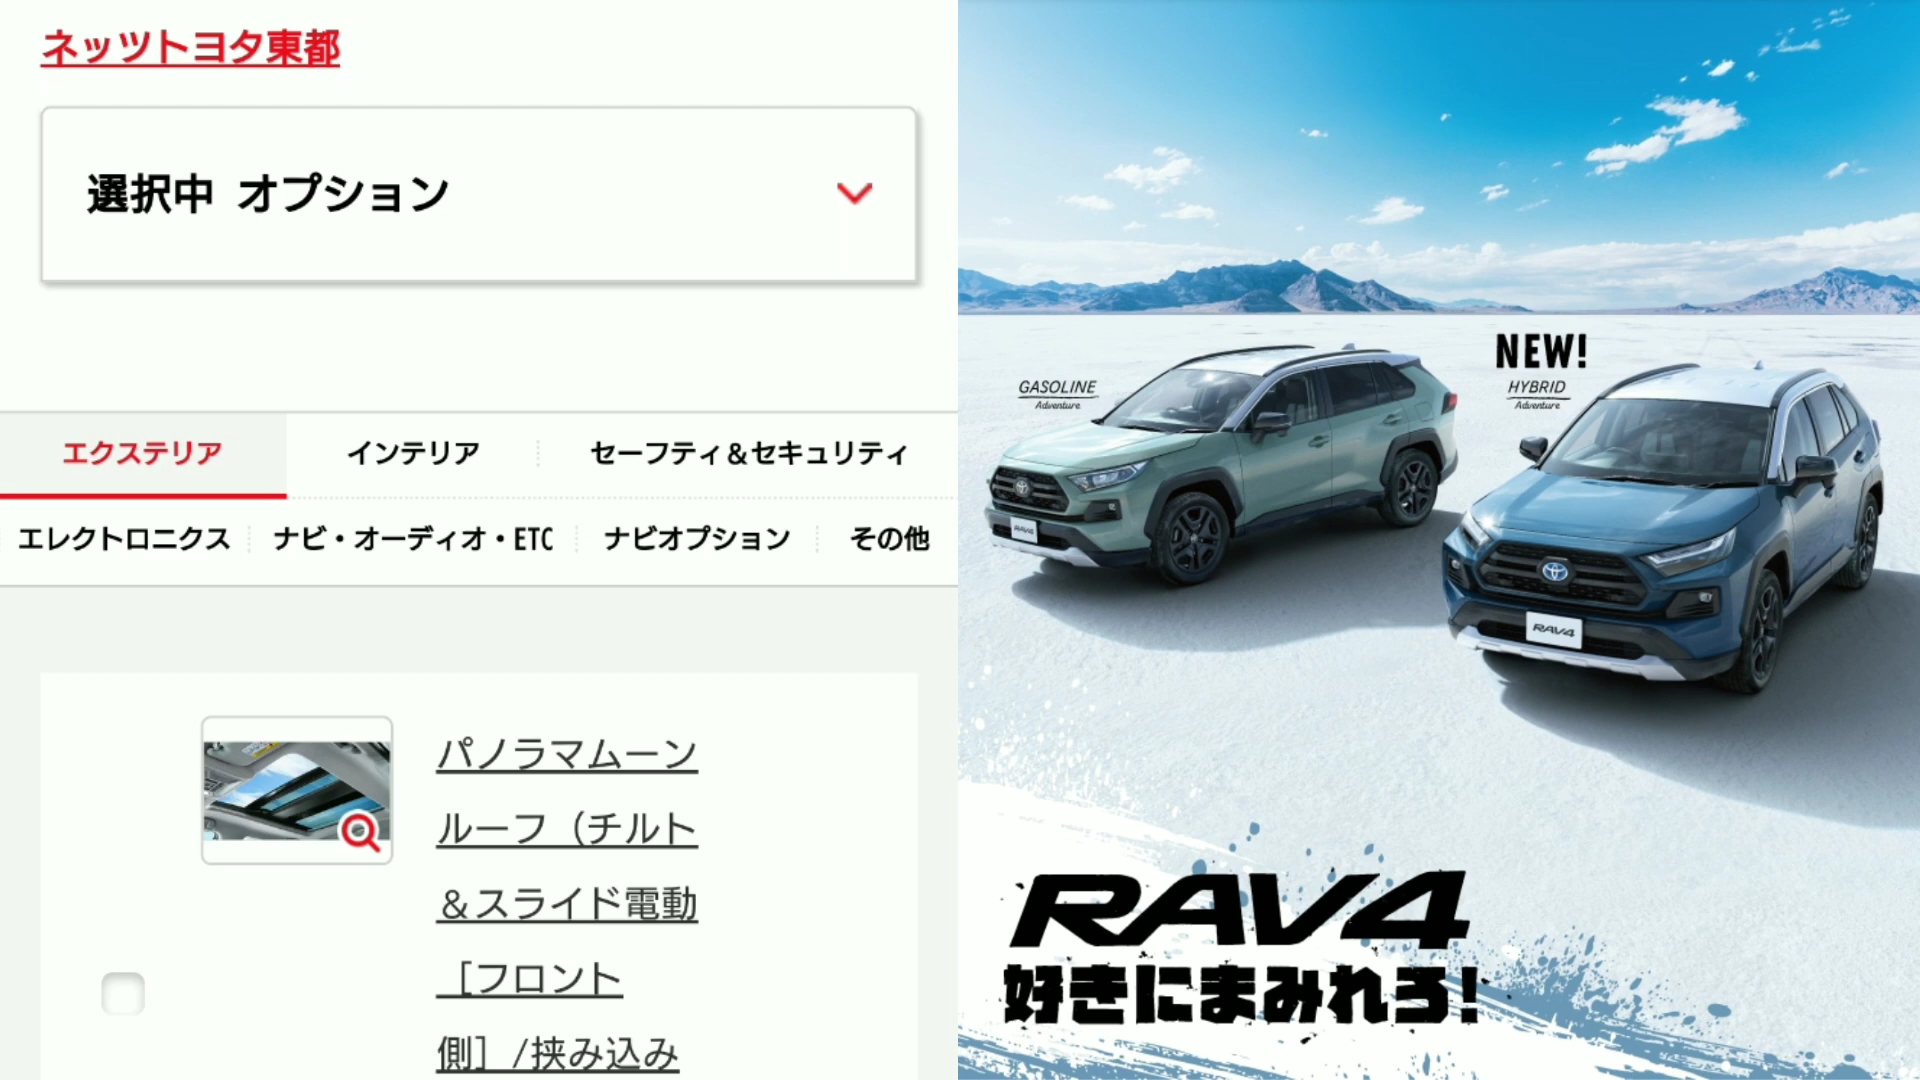 ネッツトヨタ東都
選択中 オプション
エクステリア
インテリア
セーフティ＆セキュリティ
エレクトロニクス
ナビ・オーディオ・ETC
ナビオプション
その他
パノラマムーン
ルーフ（チルト
＆スライド電動
［フロント
側］/挟み込み
GASOLINE
Adventure
NEW!
HYBRID
Adventure
RAV4
RAV4
RAV4
好きにまみれろ!